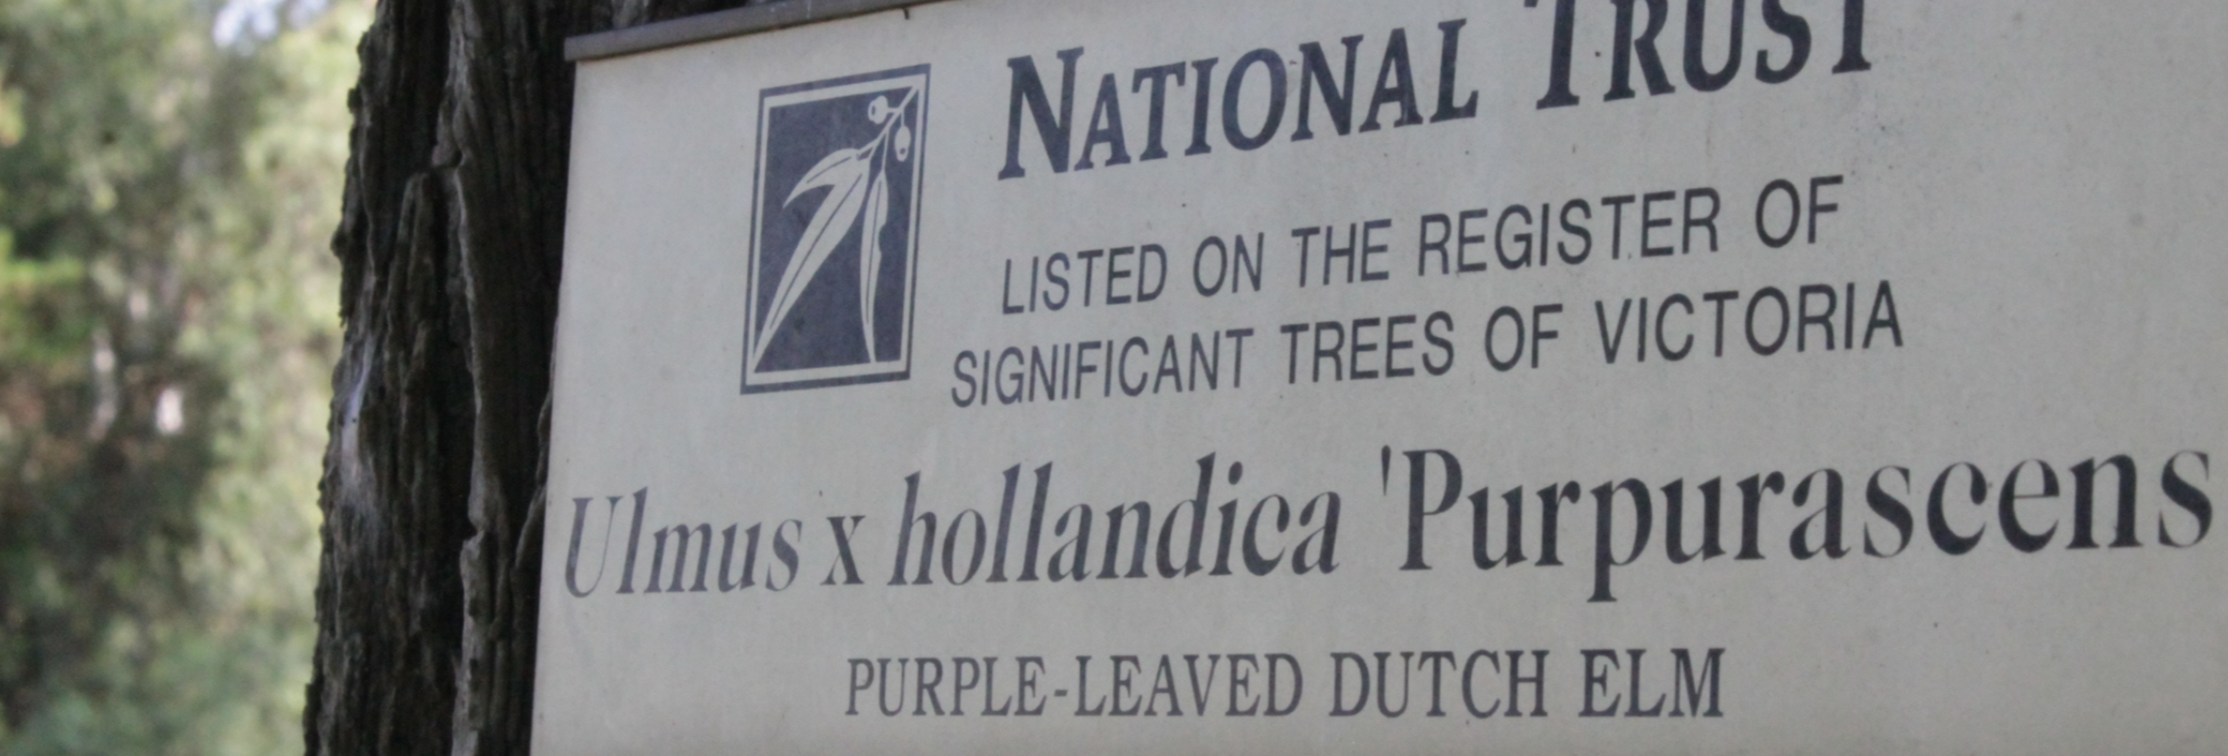 NATIONAL TRUST
LISTED ON THE REGISTER OF
SIGNIFICANT TREES OF VICTORIA
Ulmus x hollandica 'Purpurascens
PURPLE-LEAVED DUTCH ELM